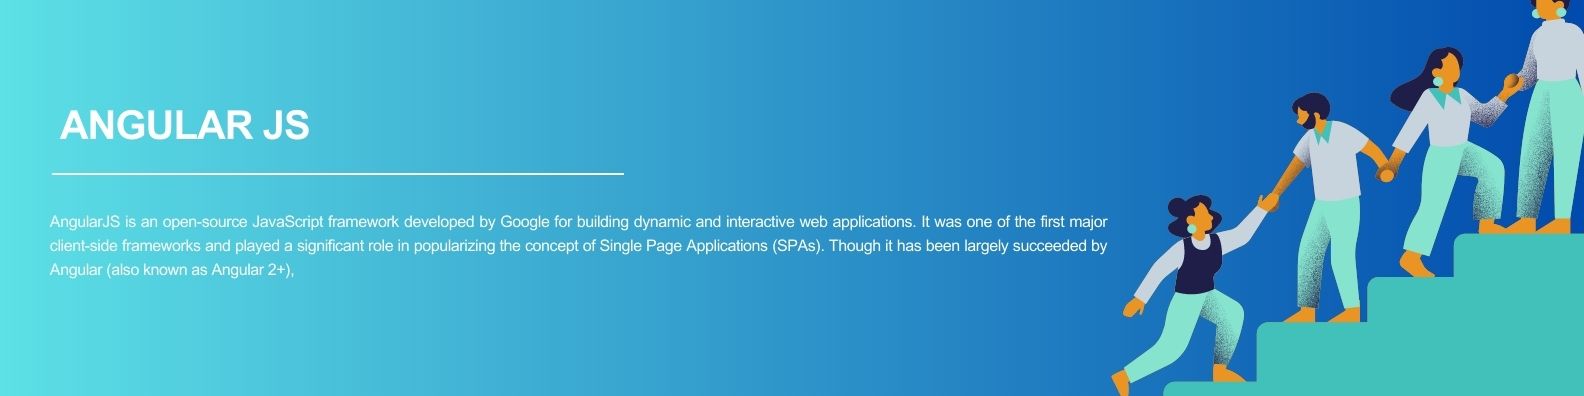 ANGULAR JS
AngularJS is an open-source JavaScript framework developed by Google for building dynamic and interactive web applications. It was one of the first major
client-side frameworks and played a significant role in popularizing the concept of Single Page Applications (SPAs). Though it has been largely succeeded by
Angular (also known as Angular 2+),